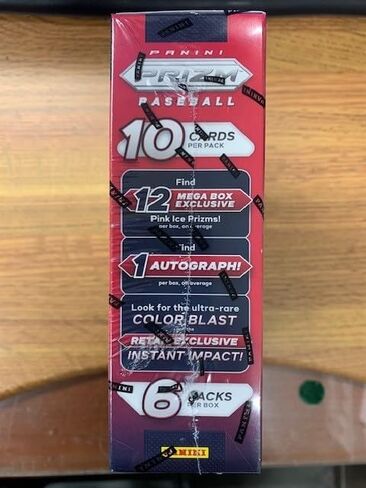 PANINI
PRIZM
BASEBALL
10 CARDS
PER PACK
Find
12 MEGA BOX
EXCLUSIVE
Pink Ice Prizms!
per box, on average
Find
1 AUTOGRAPH!
per box, on average
Look for the ultra-rare
COLOR BLAST
RETAIL EXCLUSIVE
INSTANT IMPACT!
6 PACKS
PER BOX
PANINI